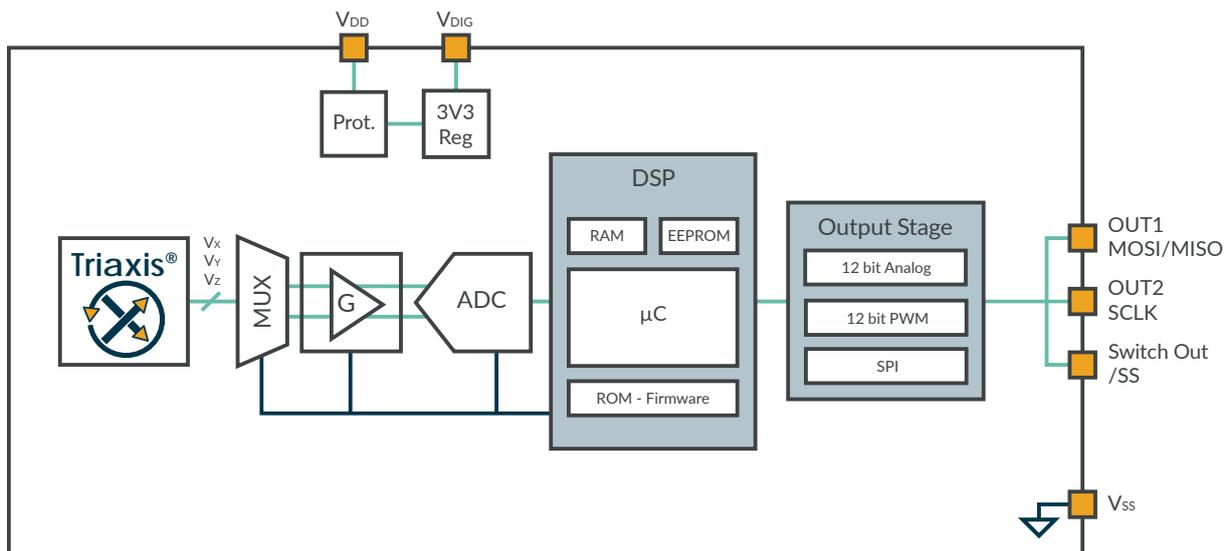 VDD
VDIG
Prot.
3V3
Reg
DSP
RAM
EEPROM
μC
ROM - Firmware
Output Stage
12 bit Analog
12 bit PWM
SPI
Triaxis®
VX
VY
VZ
MUX
G
ADC
OUT1
MOSI/MISO
OUT2
SCLK
Switch Out
/SS
VSS